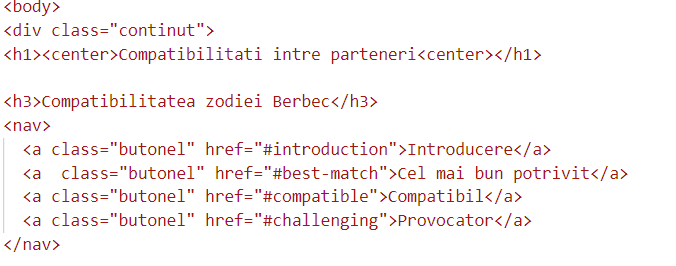 <body>
<div class="continut">
<h1><center>Compatibilitati intre parteneri<center></h1>
<h3>Compatibilitatea zodiei Berbec</h3>
<nav>
<a class="butonel" href="#introduction">Introducere</a>
<a  class="butonel" href="#best-match">Cel mai bun potrivit</a>
<a class="butonel" href="#compatible">Compatibil</a>
<a class="butonel" href="#challenging">Provocator</a>
</nav>